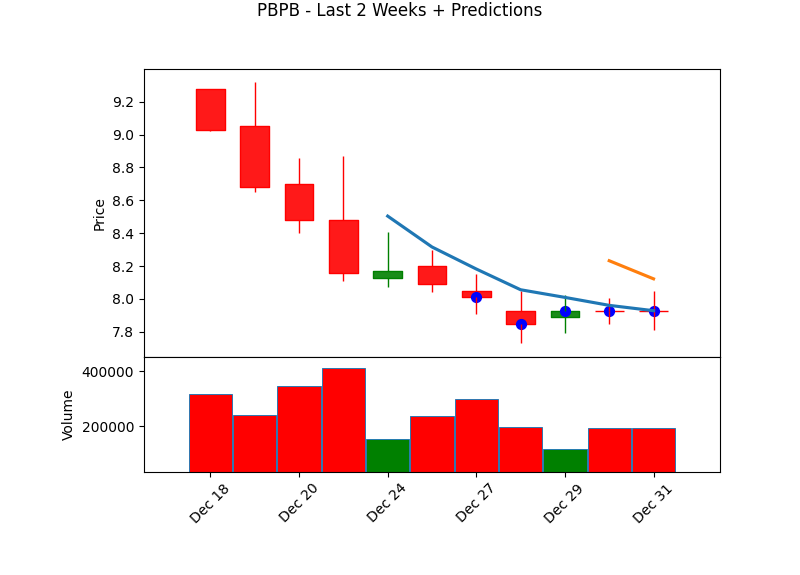 PBPB - Last 2 Weeks + Predictions
9.2
9.0
8.8
8.6
8.4
8.2
8.0
7.8
Price
400000
200000
Volume
Dec 18
Dec 20
Dec 24
Dec 27
Dec 29
Dec 31